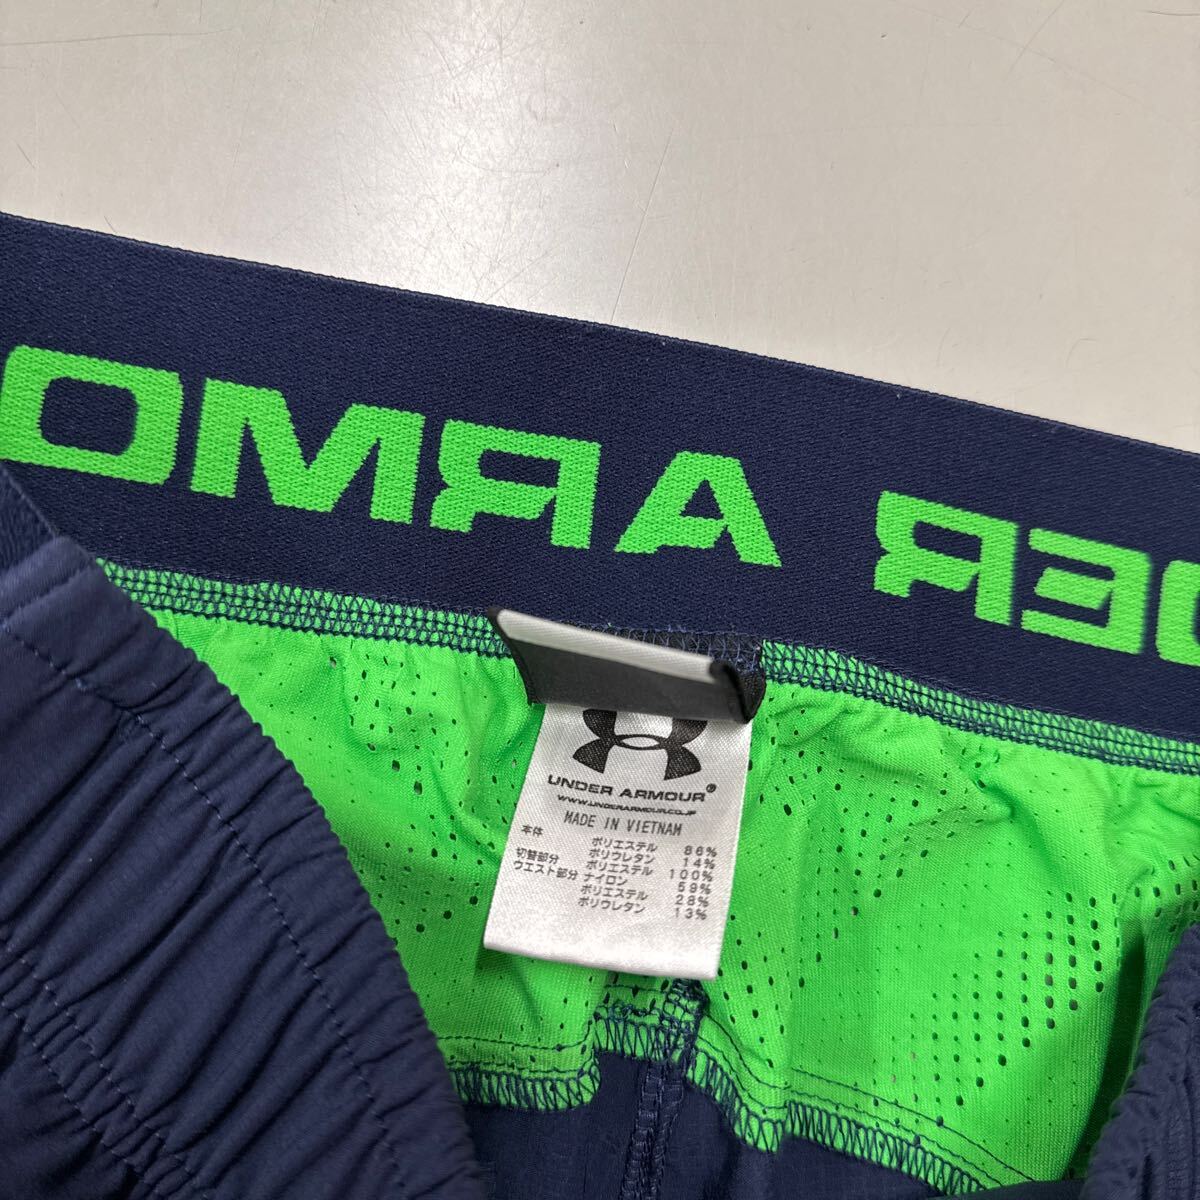 OMЯA ЯƎ
UNDER ARMOUR®
WWW.UNDERARMOUR.CO.JP
MADE IN VIETNAM
本体 ポリエステル 86%
ポリウレタン 14%
切替部分 ポリエステル 100%
ウエスト部分 ナイロン 59%
ポリエステル 28%
ポリウレタン 13%